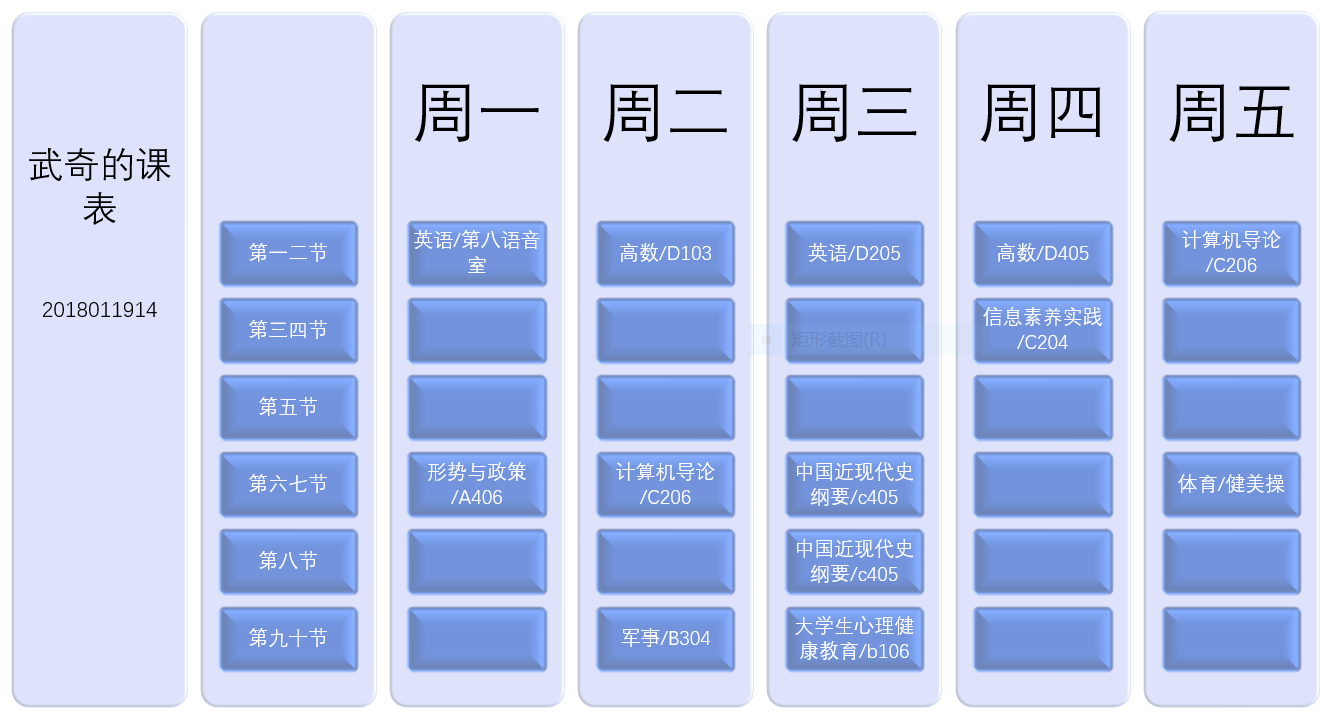 武奇的课
表
2018011914
周一
周二
周三
周四
周五
第一二节
英语/第八语音
室
高数/D103
英语/D205
高数/D405
计算机导论
/C206
第三四节
矩形截图(R)
信息素养实践
/C204
第五节
第六七节
形势与政策
/A406
计算机导论
/C206
中国近现代史
纲要/c405
体育/健美操
第八节
中国近现代史
纲要/c405
第九十节
军事/B304
大学生心理健
康教育/b106